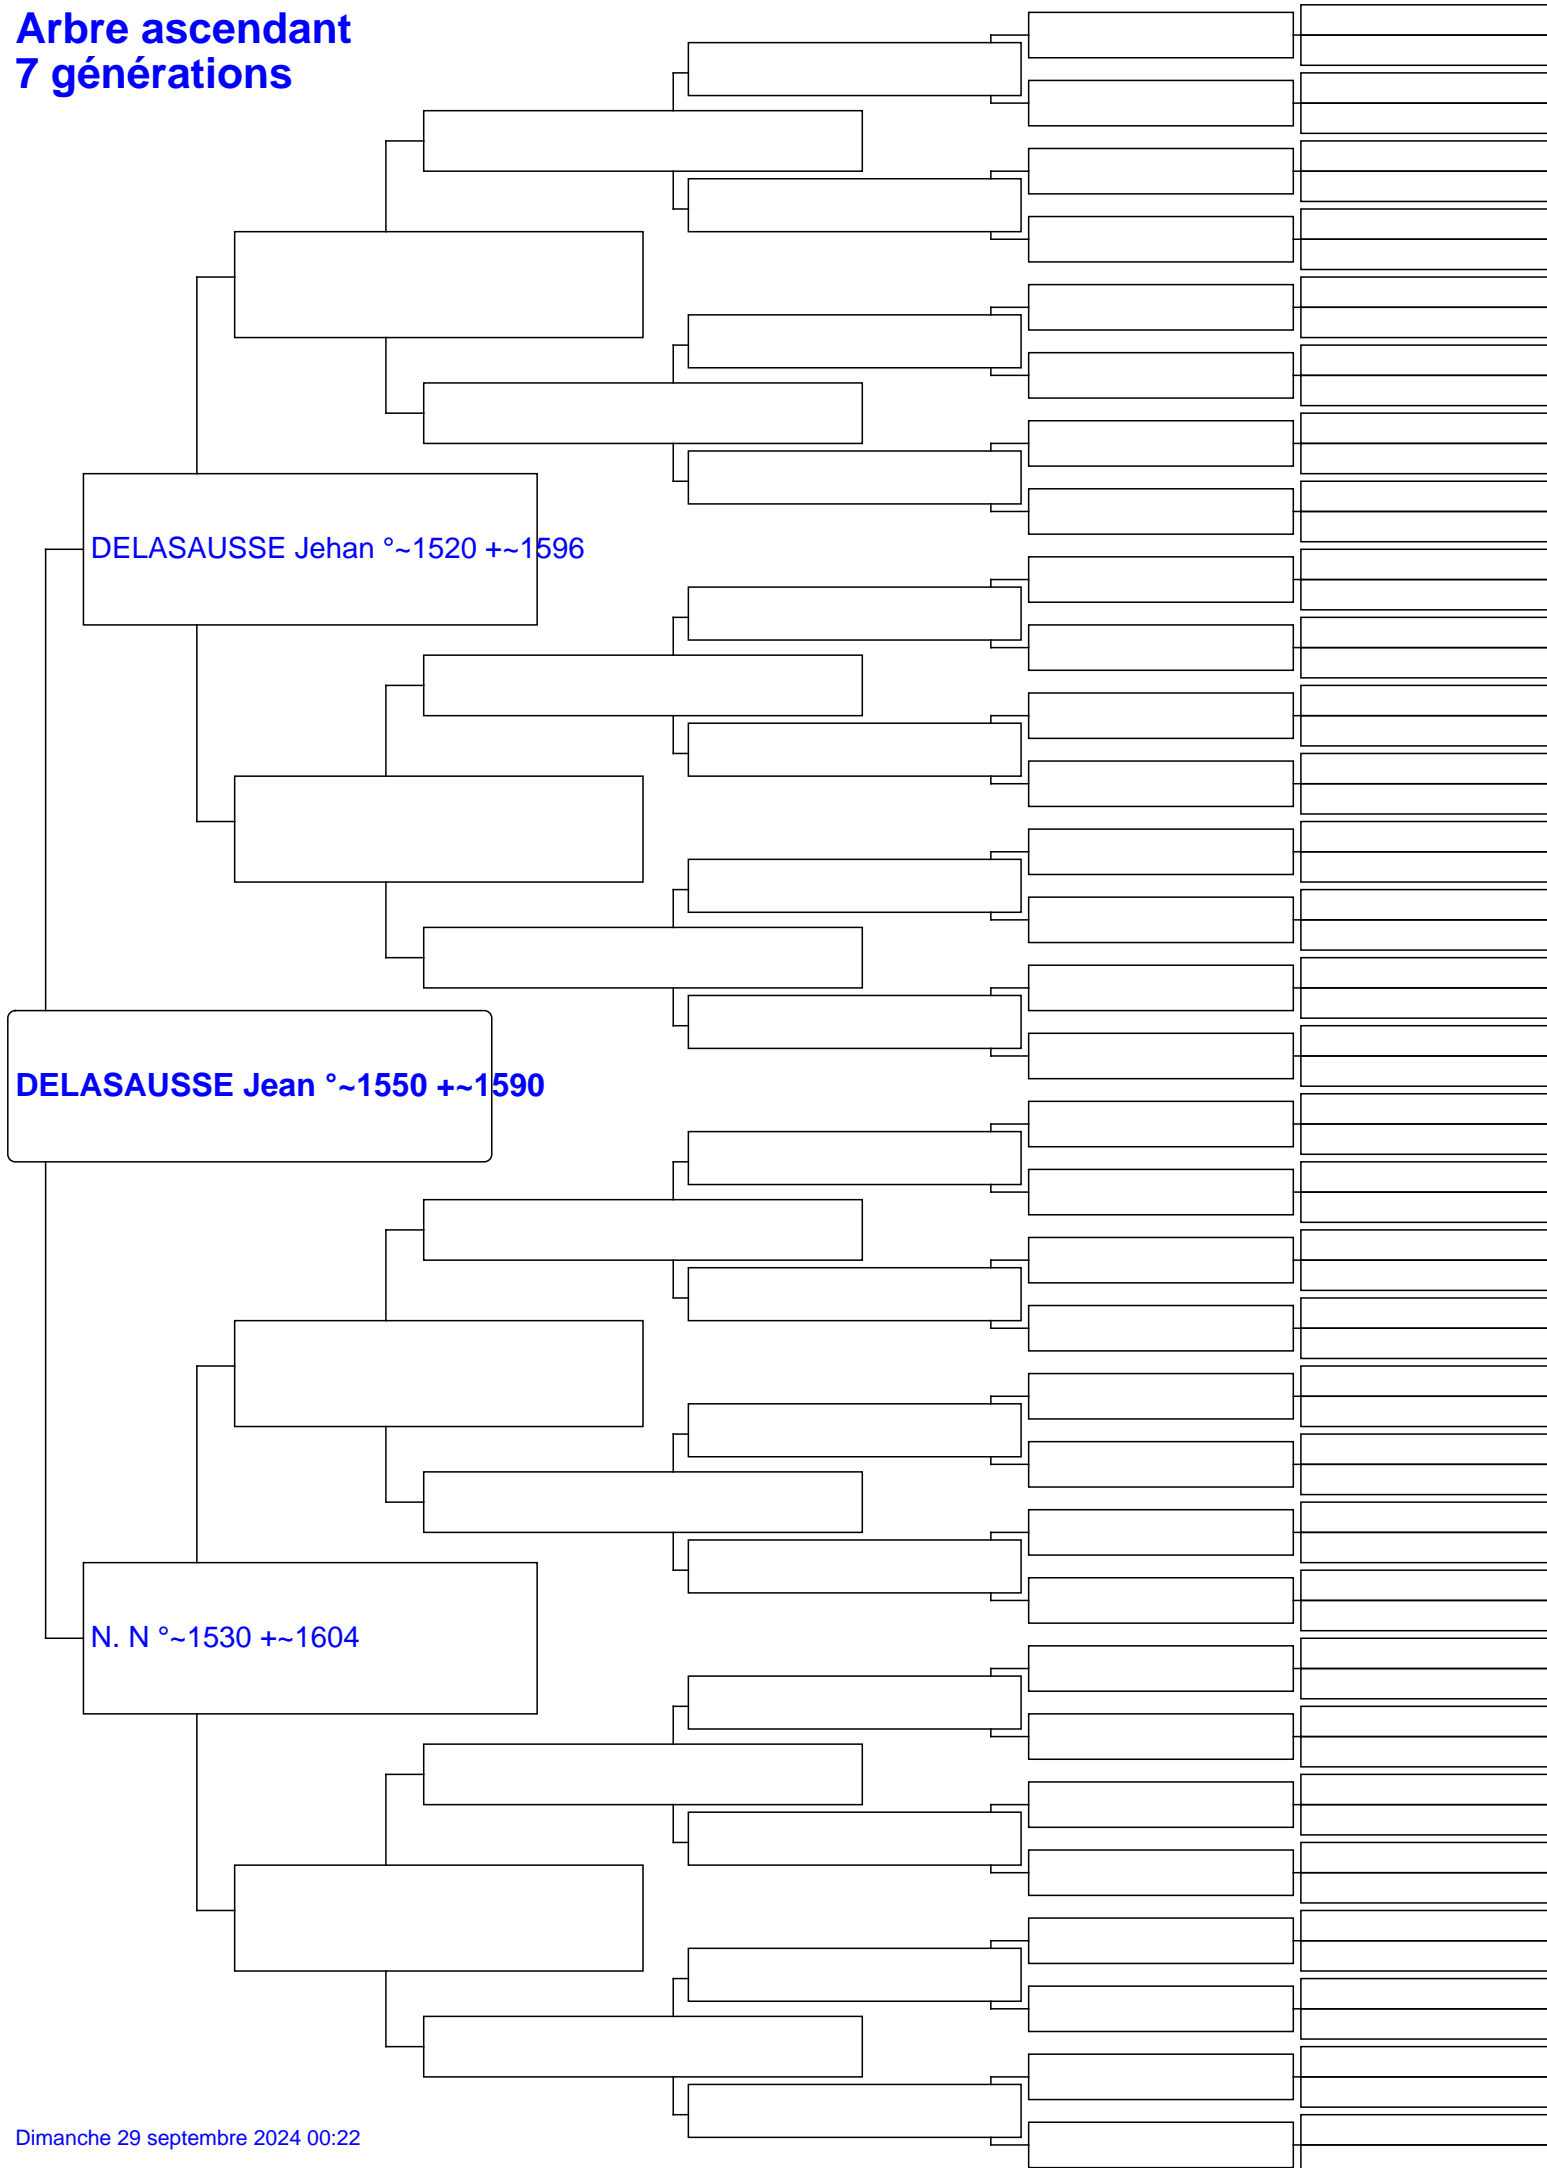 Arbre ascendant
7 générations
DELASAUSSE Jehan °~1520 +~1596
DELASAUSSE Jean °~1550 +~1590
N. N °~1530 +~1604
Dimanche 29 septembre 2024 00:22